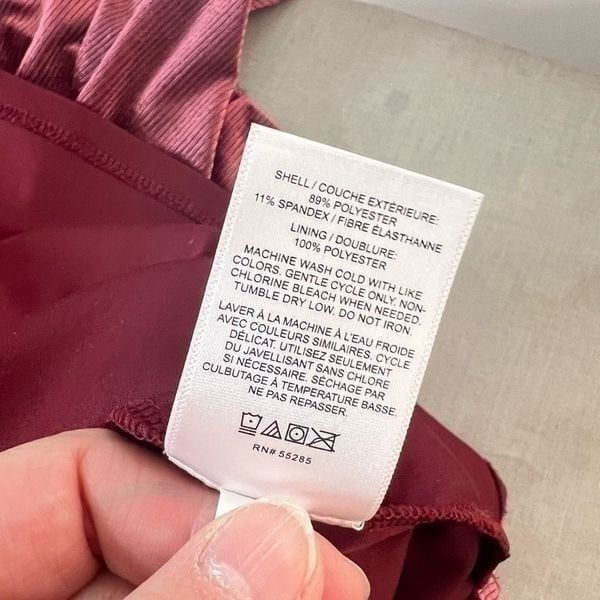 SHELL / COUCHE EXTÉRIEURE:
89% POLYESTER
11% SPANDEX / FIBRE ÉLASTHANNE
LINING / DOUBLURE:
100% POLYESTER
MACHINE WASH COLD WITH LIKE
COLORS. GENTLE CYCLE ONLY. NON-
CHLORINE BLEACH WHEN NEEDED.
TUMBLE DRY LOW. DO NOT IRON.
LAVER À LA MACHINE À L'EAU FROIDE
AVEC COULEURS SIMILAIRES. CYCLE
DÉLICAT. UTILISEZ SEULEMENT
DU JAVELLISANT SANS CHLORE
SI NÉCESSAIRE. SÉCHAGE PAR
CULBUTAGE À TEMPÉRATURE BASSE.
NE PAS REPASSER.
RN# 55285